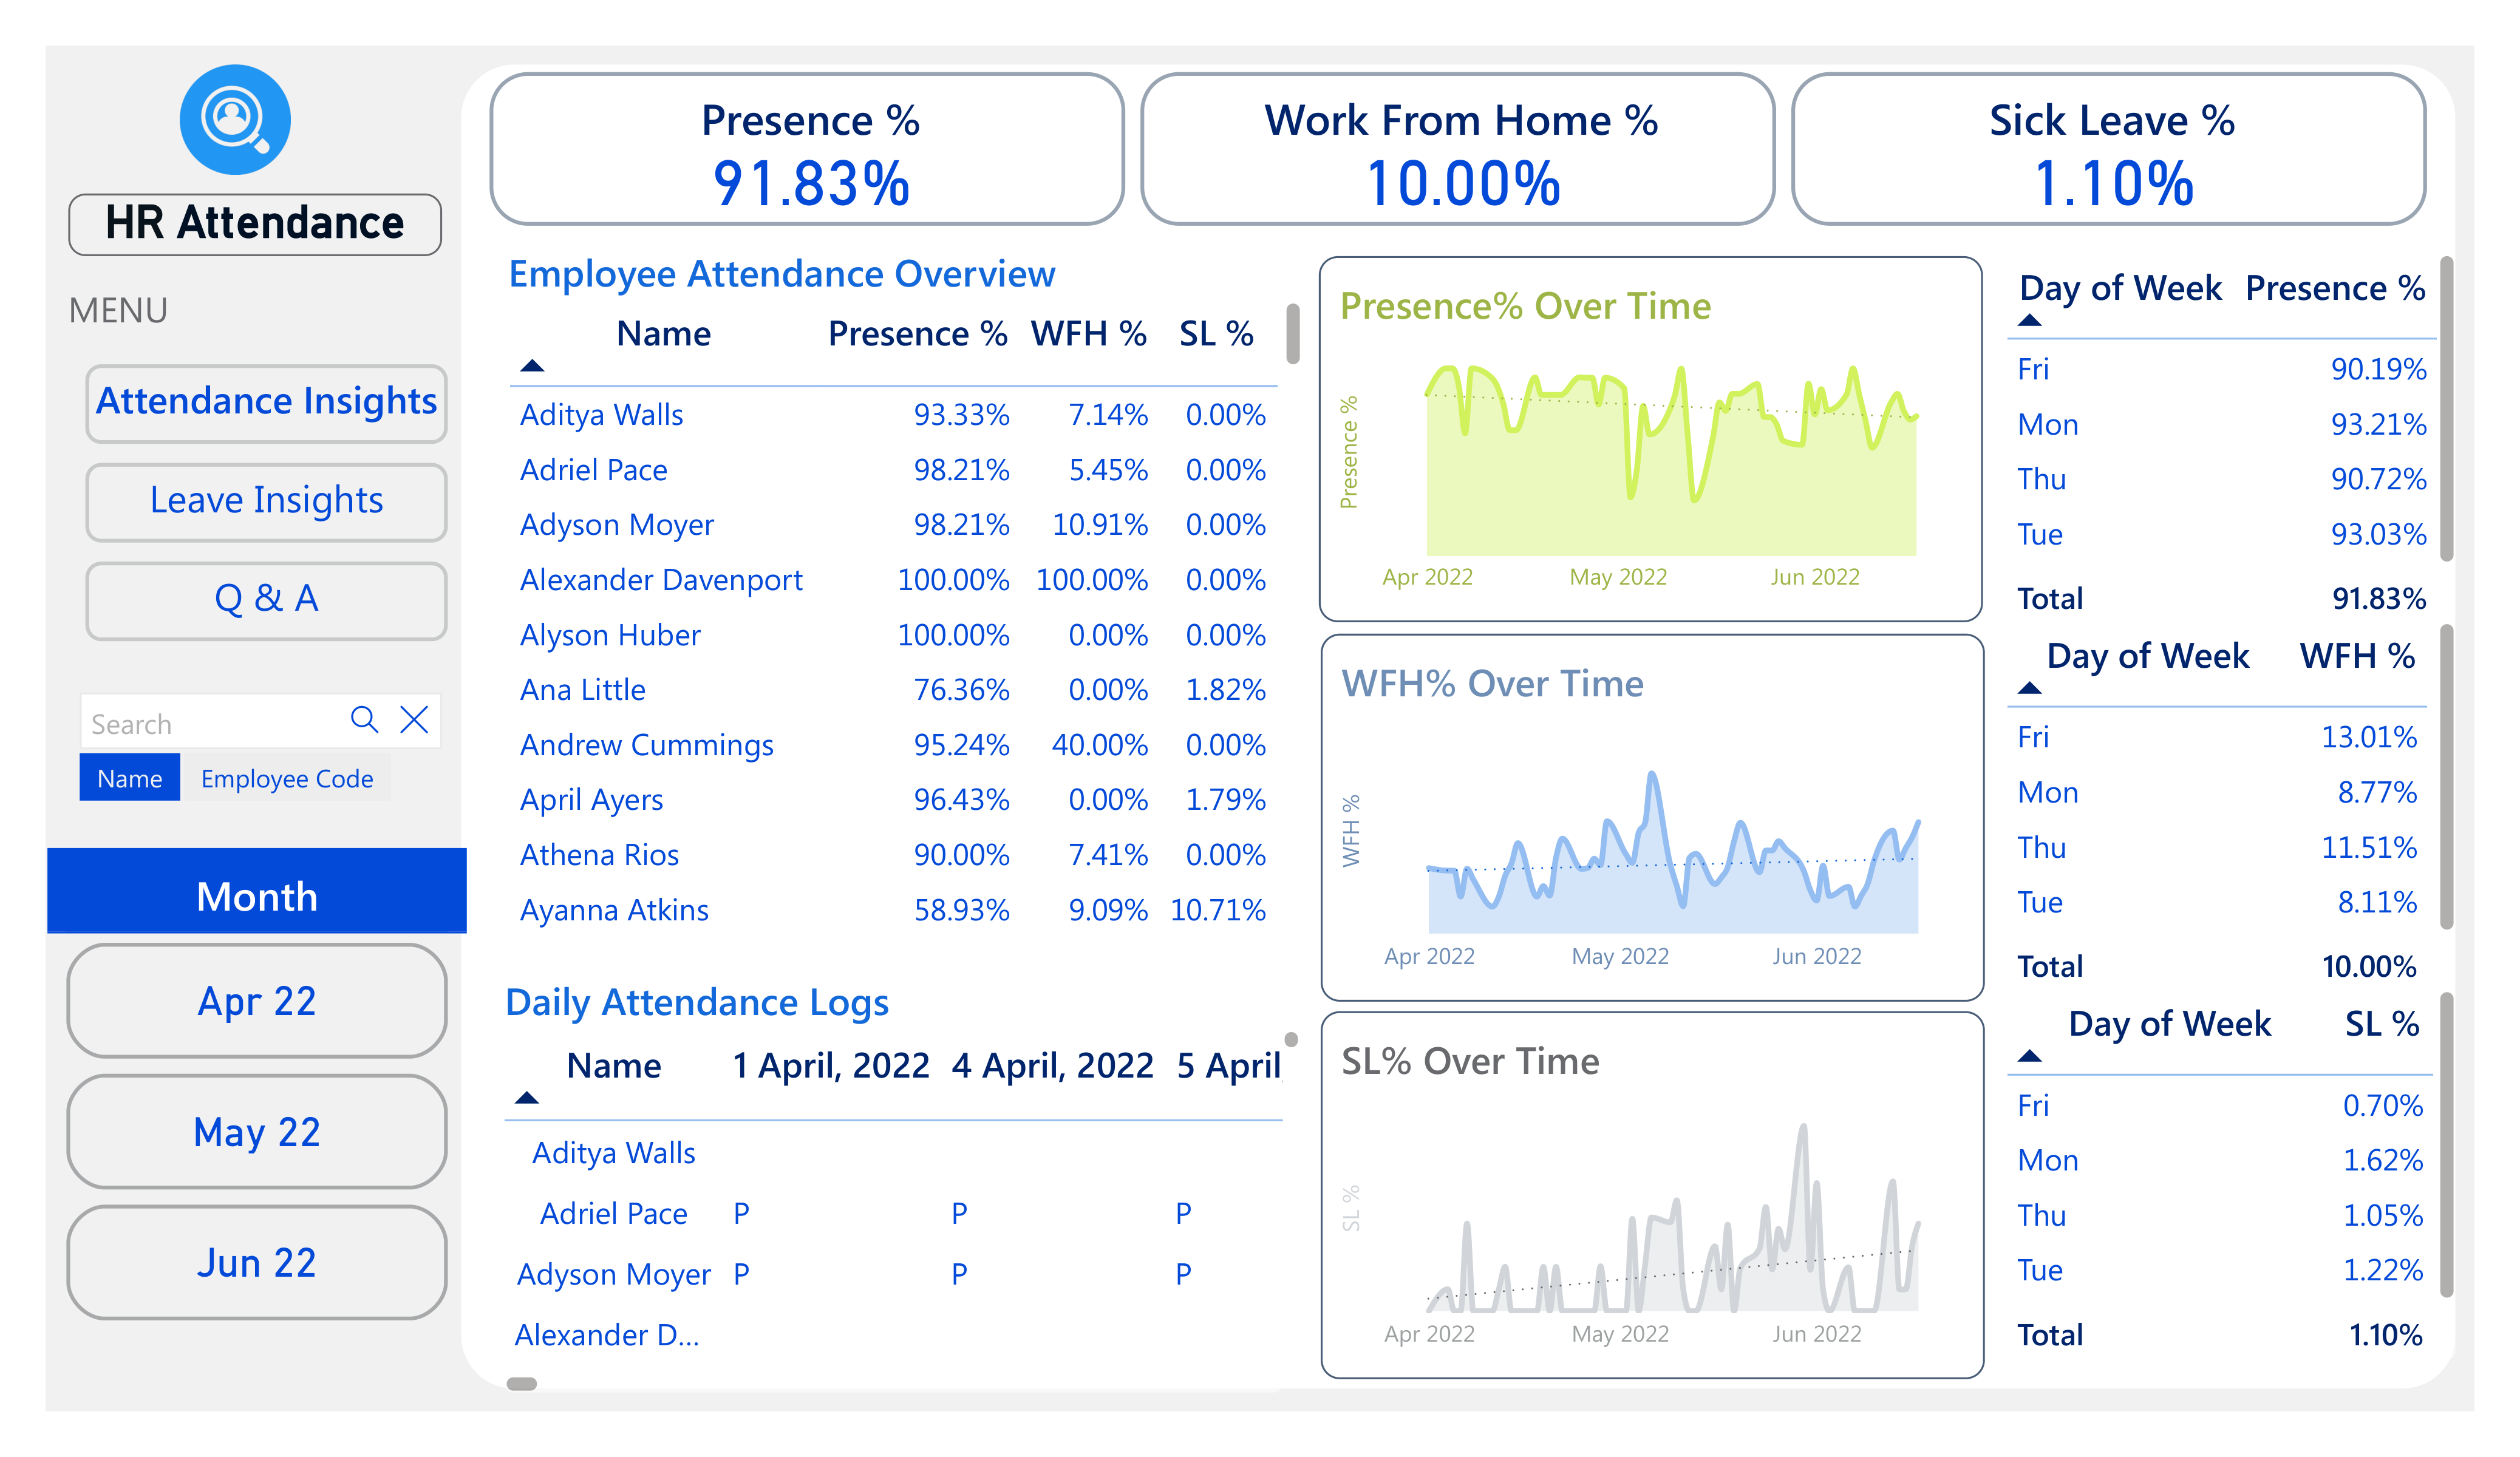 HR Attendance
MENU
Attendance Insights
Leave Insights
Q & A
Search
Name Employee Code
Month
Apr 22
May 22
Jun 22
Presence %
91.83%
Work From Home %
10.00%
Sick Leave %
1.10%
Employee Attendance Overview
Name Presence % WFH % SL %
Aditya Walls 93.33% 7.14% 0.00%
Adriel Pace 98.21% 5.45% 0.00%
Adyson Moyer 98.21% 10.91% 0.00%
Alexander Davenport 100.00% 100.00% 0.00%
Alyson Huber 100.00% 0.00% 0.00%
Ana Little 76.36% 0.00% 1.82%
Andrew Cummings 95.24% 40.00% 0.00%
April Ayers 96.43% 0.00% 1.79%
Athena Rios 90.00% 7.41% 0.00%
Ayanna Atkins 58.93% 9.09% 10.71%
Daily Attendance Logs
Name 1 April, 2022 4 April, 2022 5 April,
Aditya Walls
Adriel Pace P P P
Adyson Moyer P P P
Alexander D...
Presence% Over Time
Presence %
Apr 2022 May 2022 Jun 2022
WFH% Over Time
WFH %
Apr 2022 May 2022 Jun 2022
SL% Over Time
SL %
Apr 2022 May 2022 Jun 2022
Day of Week Presence %
Fri 90.19%
Mon 93.21%
Thu 90.72%
Tue 93.03%
Total 91.83%
Day of Week WFH %
Fri 13.01%
Mon 8.77%
Thu 11.51%
Tue 8.11%
Total 10.00%
Day of Week SL %
Fri 0.70%
Mon 1.62%
Thu 1.05%
Tue 1.22%
Total 1.10%